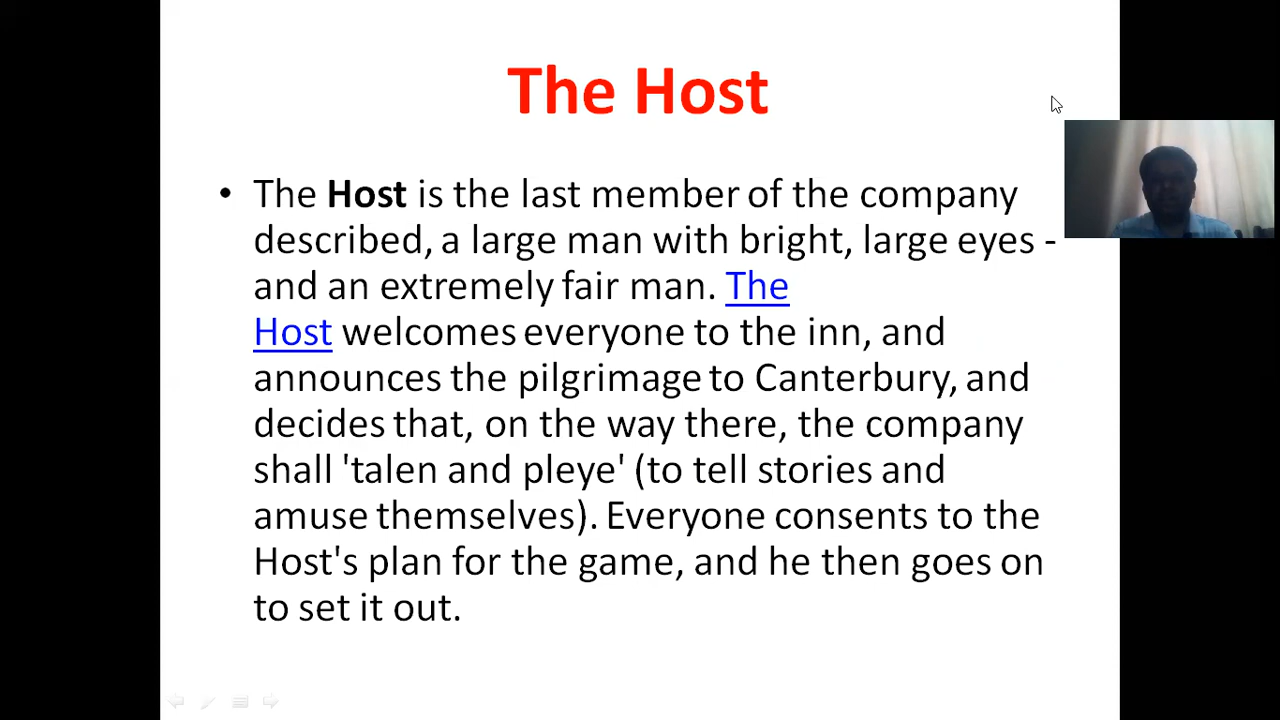 The Host
• The Host is the last member of the company
described, a large man with bright, large eyes -
and an extremely fair man. The
Host welcomes everyone to the inn, and
announces the pilgrimage to Canterbury, and
decides that, on the way there, the company
shall 'talen and pleye' (to tell stories and
amuse themselves). Everyone consents to the
Host's plan for the game, and he then goes on
to set it out.